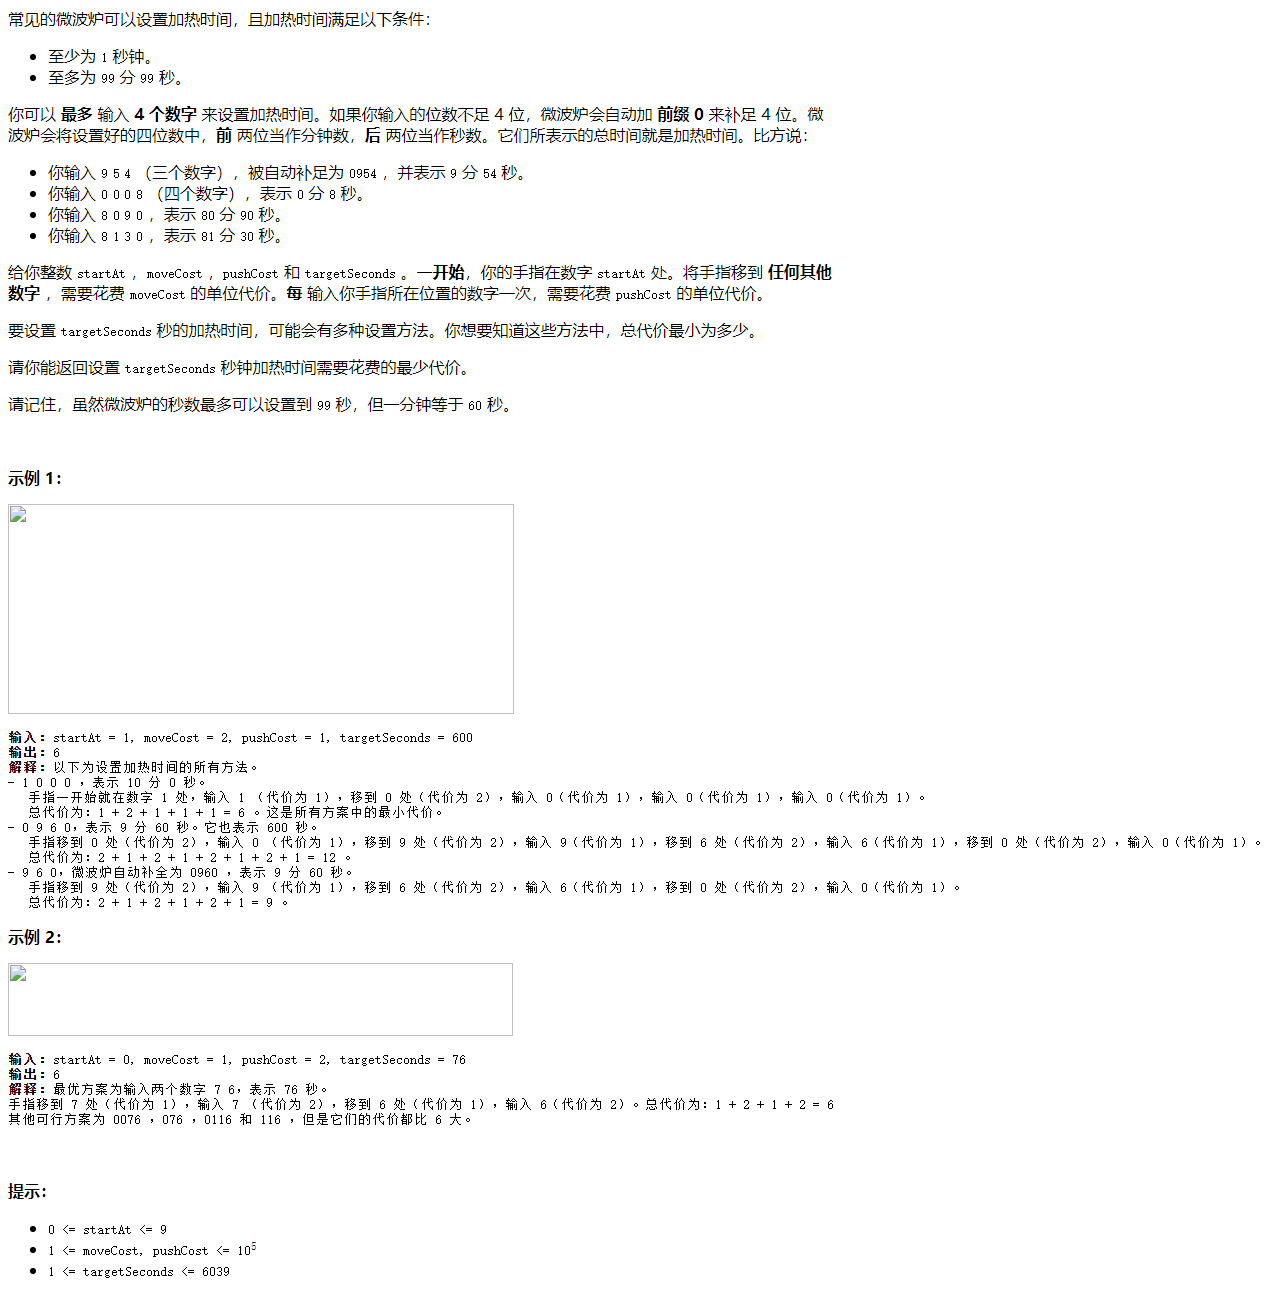 常见的微波炉可以设置加热时间，且加热时间满足以下条件：
至少为 1 秒钟。
至多为 99 分 99 秒。
你可以 最多 输入 4 个数字 来设置加热时间。如果你输入的位数不足 4 位，微波炉会自动加 前缀 0 来补足 4 位。微
波炉会将设置好的四位数中，前 两位当作分钟数，后 两位当作秒数。它们所表示的总时间就是加热时间。比方说：
你输入 9 5 4 （三个数字），被自动补足为 0954 ，并表示 9 分 54 秒。
你输入 0 0 0 8 （四个数字），表示 0 分 8 秒。
你输入 8 0 9 0 ，表示 80 分 90 秒。
你输入 8 1 3 0 ，表示 81 分 30 秒。
给你整数 startAt ，moveCost ，pushCost 和 targetSeconds 。一开始，你的手指在数字 startAt 处。将手指移到 任何其他
数字 ，需要花费 moveCost 的单位代价。每 输入你手指所在位置的数字一次，需要花费 pushCost 的单位代价。
要设置 targetSeconds 秒的加热时间，可能会有多种设置方法。你想要知道这些方法中，总代价最小为多少。
请你能返回设置 targetSeconds 秒钟加热时间需要花费的最少代价。
请记住，虽然微波炉的秒数最多可以设置到 99 秒，但一分钟等于 60 秒。
示例 1：
输入：startAt = 1, moveCost = 2, pushCost = 1, targetSeconds = 600
输出：6
解释：以下为设置加热时间的所有方法。
- 1 0 0 0 ，表示 10 分 0 秒。
手指一开始就在数字 1 处，输入 1 （代价为 1），移到 0 处（代价为 2），输入 0（代价为 1），输入 0（代价为 1），输入 0（代价为 1）。
总代价为：1 + 2 + 1 + 1 + 1 = 6 。这是所有方案中的最小代价。
- 0 9 6 0，表示 9 分 60 秒。它也表示 600 秒。
手指移到 0 处（代价为 2），输入 0 （代价为 1），移到 9 处（代价为 2），输入 9（代价为 1），移到 6 处（代价为 2），输入 6（代价为 1），移到 0 处（代价为 2），输入 0（代价为 1）。
总代价为：2 + 1 + 2 + 1 + 2 + 1 + 2 + 1 = 12 。
- 9 6 0，微波炉自动补全为 0960 ，表示 9 分 60 秒。
手指移到 9 处（代价为 2），输入 9 （代价为 1），移到 6 处（代价为 2），输入 6（代价为 1），移到 0 处（代价为 2），输入 0（代价为 1）。
总代价为：2 + 1 + 2 + 1 + 2 + 1 = 9 。
示例 2：
输入：startAt = 0, moveCost = 1, pushCost = 2, targetSeconds = 76
输出：6
解释：最优方案为输入两个数字 7 6，表示 76 秒。
手指移到 7 处（代价为 1），输入 7 （代价为 2），移到 6 处（代价为 1），输入 6（代价为 2）。总代价为：1 + 2 + 1 + 2 = 6
其他可行方案为 0076 ，076 ，0116 和 116 ，但是它们的代价都比 6 大。
提示：
0 <= startAt <= 9
1 <= moveCost, pushCost <= 10⁵
1 <= targetSeconds <= 6039